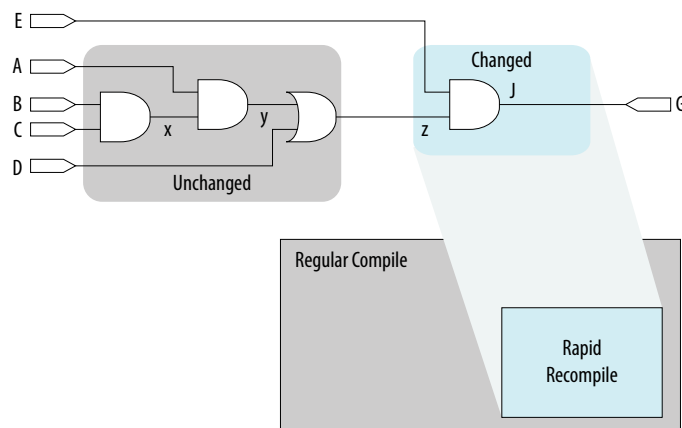 E
Changed
A
J
B
G
C
x
y
z
D
Unchanged
Regular Compile
Rapid
Recompile